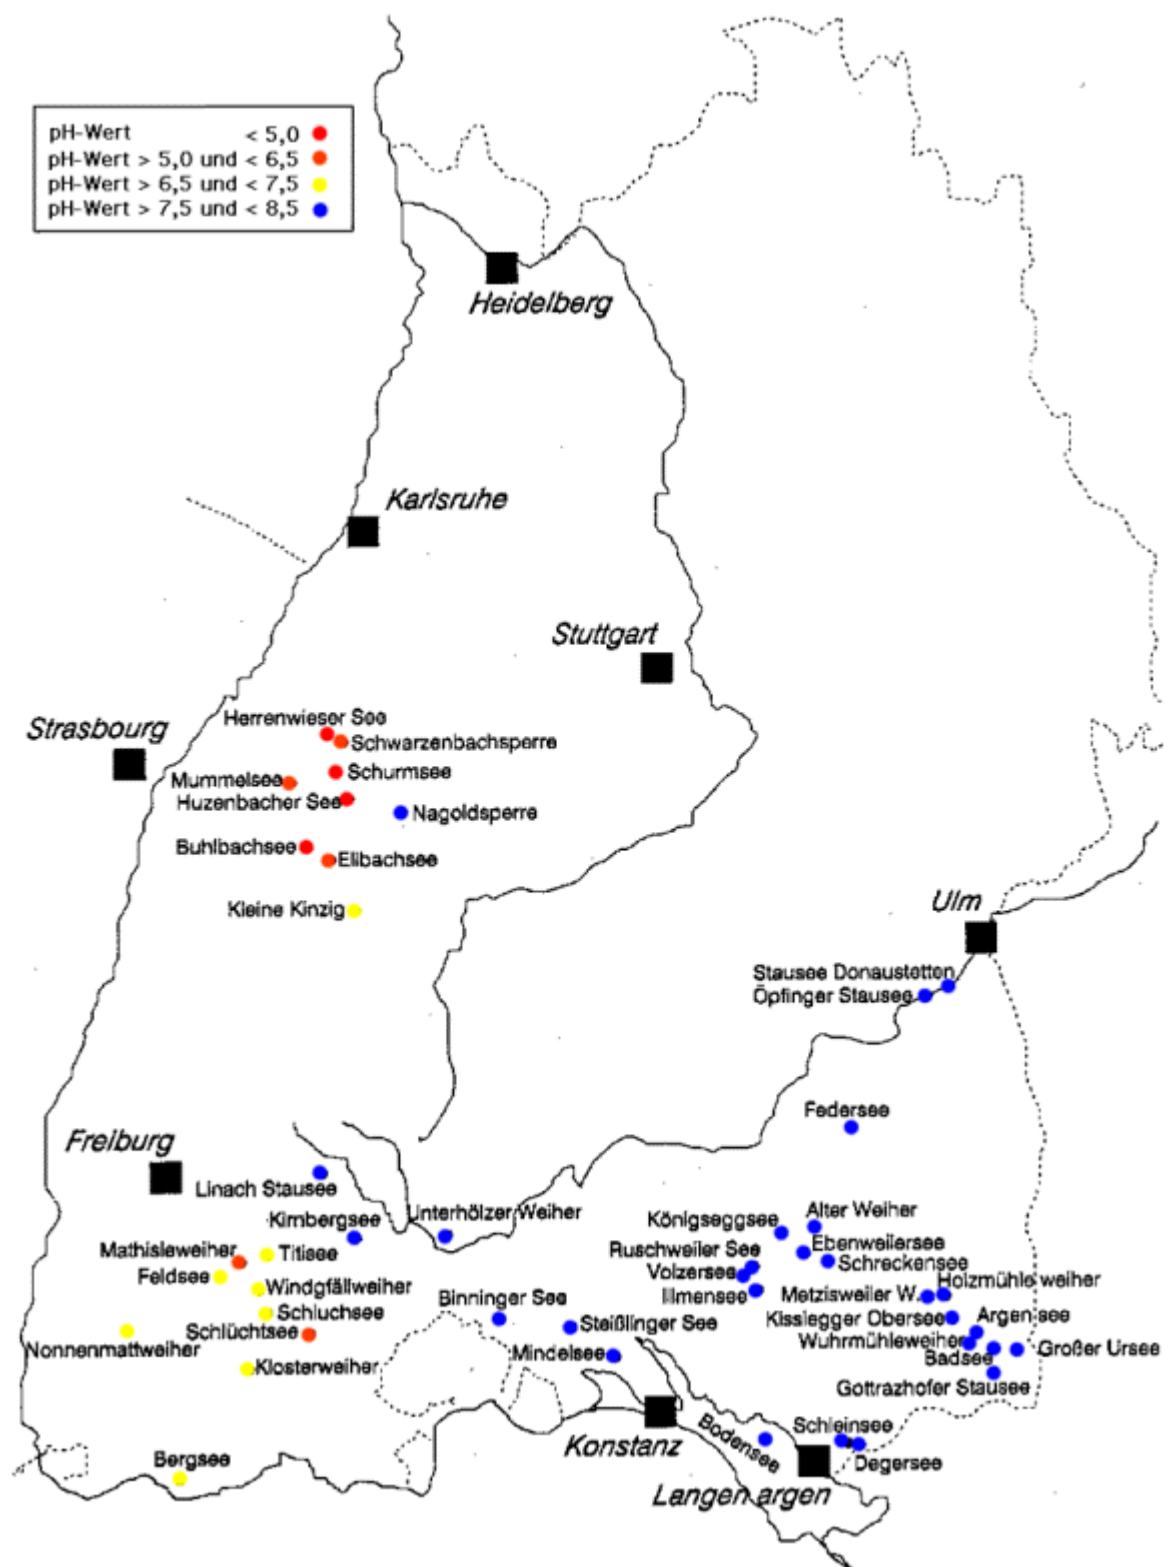 pH-Wert < 5,0
pH-Wert > 5,0 und < 6,5
pH-Wert > 6,5 und < 7,5
pH-Wert > 7,5 und < 8,5
Heidelberg
Karlsruhe
Stuttgart
Strasbourg
Herrenwieser See
Schwarzenbachsperre
Schurmsee
Mummelsee
Huzenbacher See
Nagoldsperre
Buhlbachsee
Ellbachsee
Kleine Kinzig
Ulm
Stausee Donaustetten
Öpfinger Stausee
Federsee
Freiburg
Linach Stausee
Kirnbergsee
Unterhölzer Weiher
Königseggsee
Alter Weiher
Mathisleweiher
Titisee
Ebenweilersee
Ruschweiler See
Schreckensee
Feldsee
Volzersee
Windgfällweiher
Illmensee
Metzisweiler W.
Holzmühle weiher
Binninger See
Schluchsee
Kisslegger Obersee
Argensee
Schlüchtsee
Steißlinger See
Wuhrmühleweiher
Nonnenmattweiher
Mindelsee
Badsee
Großer Ursee
Klosterweiher
Gottrazhofer Stausee
Konstanz
Bodensee
Schleinsee
Degersee
Bergsee
Langen argen